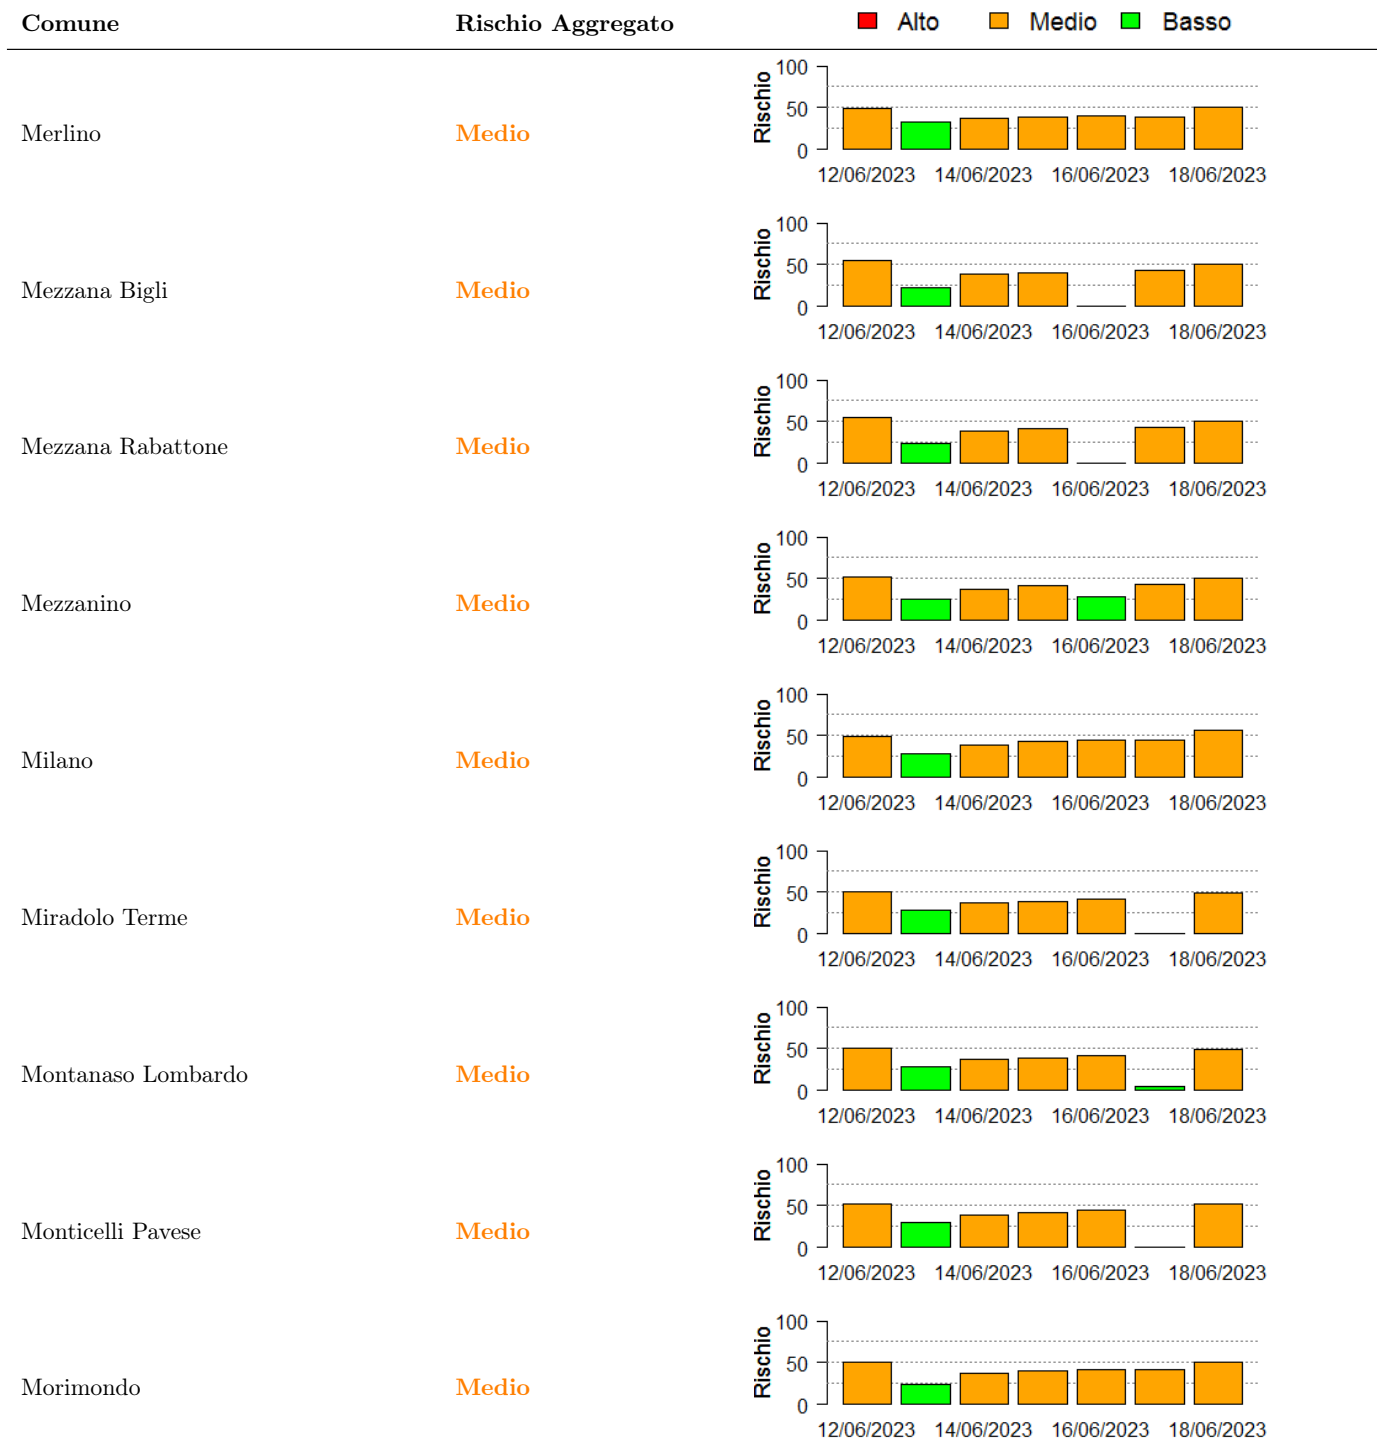 Comune Rischio Aggregato Alto Medio Basso
Merlino Medio
Rischio
100
50
0
12/06/2023 14/06/2023 16/06/2023 18/06/2023
Mezzana Bigli Medio
Rischio
100
50
0
12/06/2023 14/06/2023 16/06/2023 18/06/2023
Mezzana Rabattone Medio
Rischio
100
50
0
12/06/2023 14/06/2023 16/06/2023 18/06/2023
Mezzanino Medio
Rischio
100
50
0
12/06/2023 14/06/2023 16/06/2023 18/06/2023
Milano Medio
Rischio
100
50
0
12/06/2023 14/06/2023 16/06/2023 18/06/2023
Miradolo Terme Medio
Rischio
100
50
0
12/06/2023 14/06/2023 16/06/2023 18/06/2023
Montanaso Lombardo Medio
Rischio
100
50
0
12/06/2023 14/06/2023 16/06/2023 18/06/2023
Monticelli Pavese Medio
Rischio
100
50
0
12/06/2023 14/06/2023 16/06/2023 18/06/2023
Morimondo Medio
Rischio
100
50
0
12/06/2023 14/06/2023 16/06/2023 18/06/2023